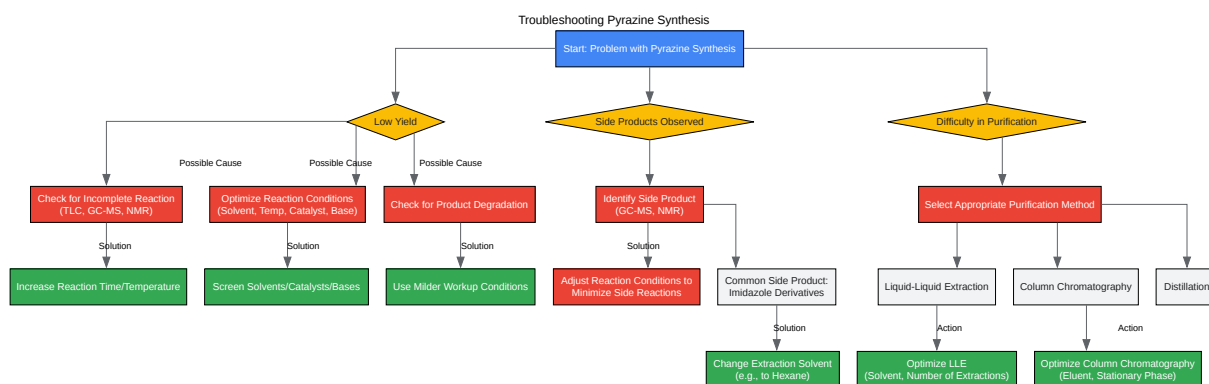 Troubleshooting Pyrazine Synthesis
Start: Problem with Pyrazine Synthesis
Low Yield
Side Products Observed
Difficulty in Purification
Possible Cause
Possible Cause
Possible Cause
Check for Incomplete Reaction
(TLC, GC-MS, NMR)
Optimize Reaction Conditions
(Solvent, Temp, Catalyst, Base)
Check for Product Degradation
Identify Side Product
(GC-MS, NMR)
Select Appropriate Purification Method
Solution
Solution
Solution
Solution
Increase Reaction Time/Temperature
Screen Solvents/Catalysts/Bases
Use Milder Workup Conditions
Adjust Reaction Conditions to
Minimize Side Reactions
Common Side Product:
Imidazole Derivatives
Liquid-Liquid Extraction
Column Chromatography
Distillation
Solution
Action
Action
Change Extraction Solvent
(e.g., to Hexane)
Optimize LLE
(Solvent, Number of Extractions)
Optimize Column Chromatography
(Eluent, Stationary Phase)